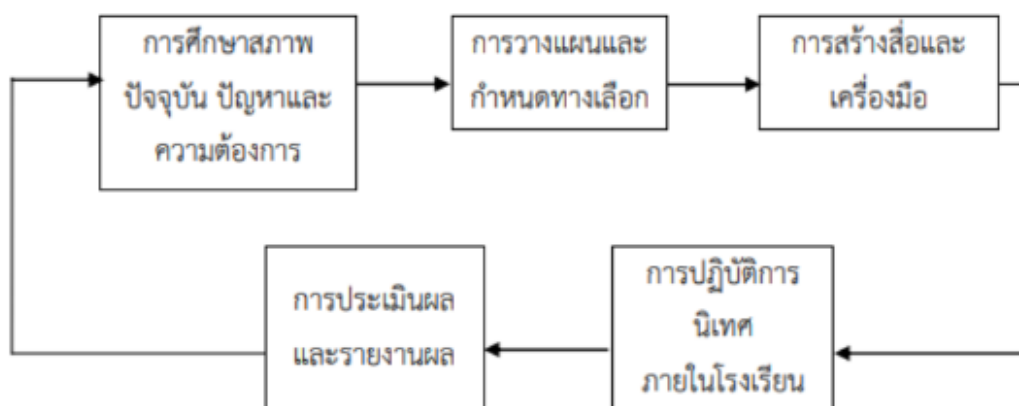 การศึกษาสภาพ
ปัจจุบัน ปัญหาและ
ความต้องการ
การวางแผนและ
กำหนดทางเลือก
การสร้างสื่อและ
เครื่องมือ
การปฏิบัติการ
นิเทศ
ภายในโรงเรียน
การประเมินผล
และรายงานผล